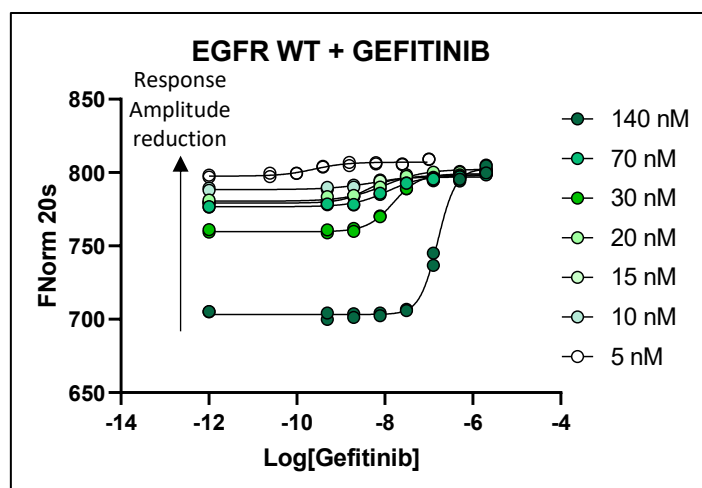 EGFR WT + GEFITINIB
Response
Amplitude
reduction
850
800
750
700
650
FNorm 20s
-14
-12
-10
-8
-6
-4
Log[Gefitinib]
140 nM
70 nM
30 nM
20 nM
15 nM
10 nM
5 nM